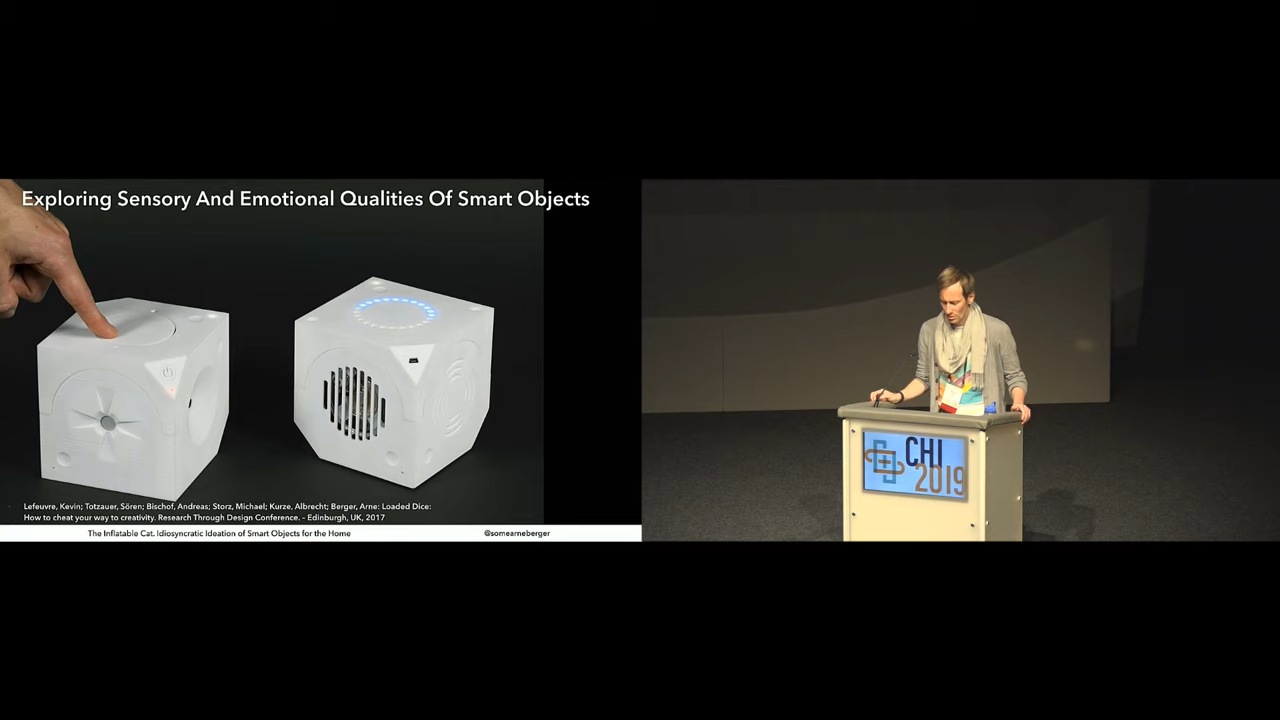 Exploring Sensory And Emotional Qualities Of Smart Objects
Lefeuvre, Kevin; Totzauer, Sören; Bischof, Andreas; Storz, Michael; Kurze, Albrecht; Berger, Arne: Loaded Dice:
How to cheat your way to creativity. Research Through Design Conference. – Edinburgh, UK, 2017
The Inflatable Cat. Idiosyncratic Ideation of Smart Objects for the Home
@somearneberger
CHI
2019